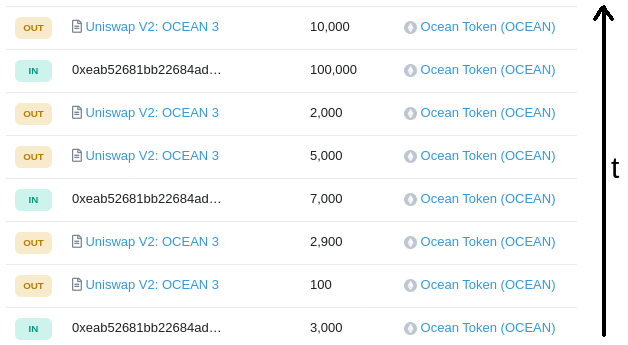 OUT Uniswap V2: OCEAN 3 10,000 Ocean Token (OCEAN)
IN 0xeab52681bb22684ad… 100,000 Ocean Token (OCEAN)
OUT Uniswap V2: OCEAN 3 2,000 Ocean Token (OCEAN)
OUT Uniswap V2: OCEAN 3 5,000 Ocean Token (OCEAN)
t
IN 0xeab52681bb22684ad… 7,000 Ocean Token (OCEAN)
OUT Uniswap V2: OCEAN 3 2,900 Ocean Token (OCEAN)
OUT Uniswap V2: OCEAN 3 100 Ocean Token (OCEAN)
IN 0xeab52681bb22684ad… 3,000 Ocean Token (OCEAN)